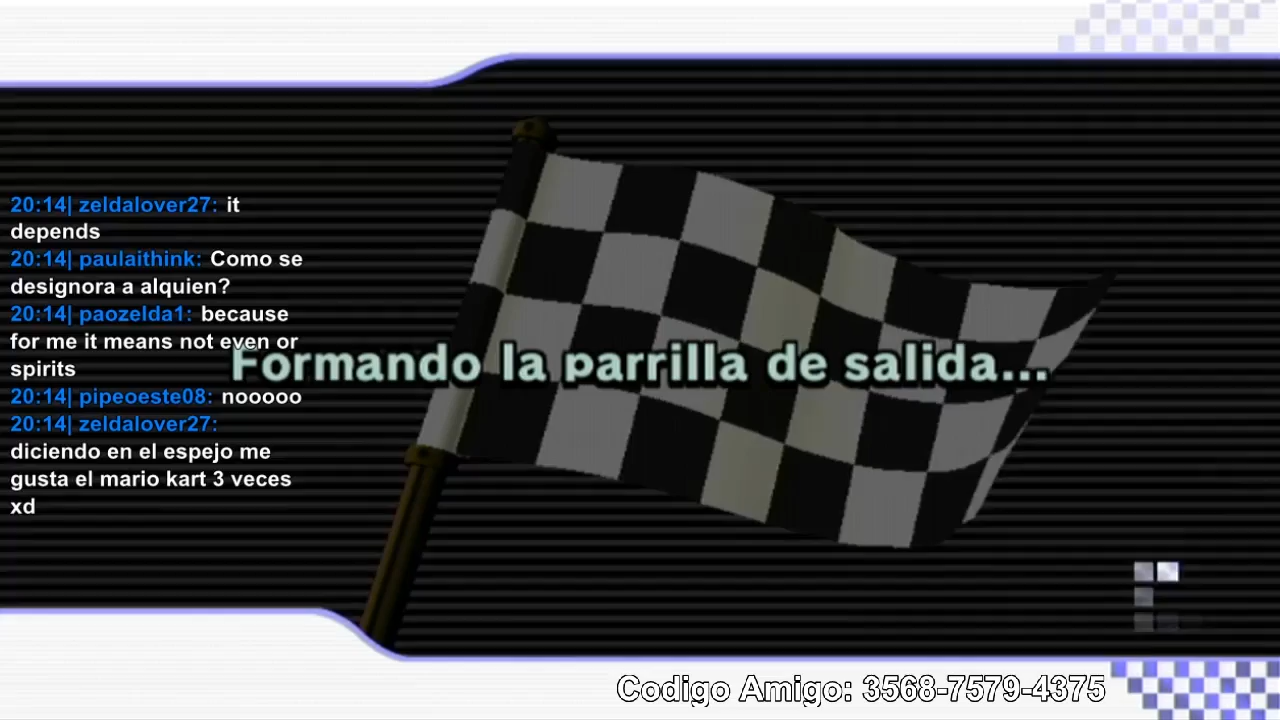 20:14| zeldalover27: it
depends
20:14| paulaithink: Como se
designora a alquien?
20:14| paozelda1: because
for me it means not even or
spirits
20:14| pipeoeste08: nooooo
20:14| zeldalover27:
diciendo en el espejo me
gusta el mario kart 3 veces
xd
Formando la parrilla de salida...
Codigo Amigo: 3568-7579-4375